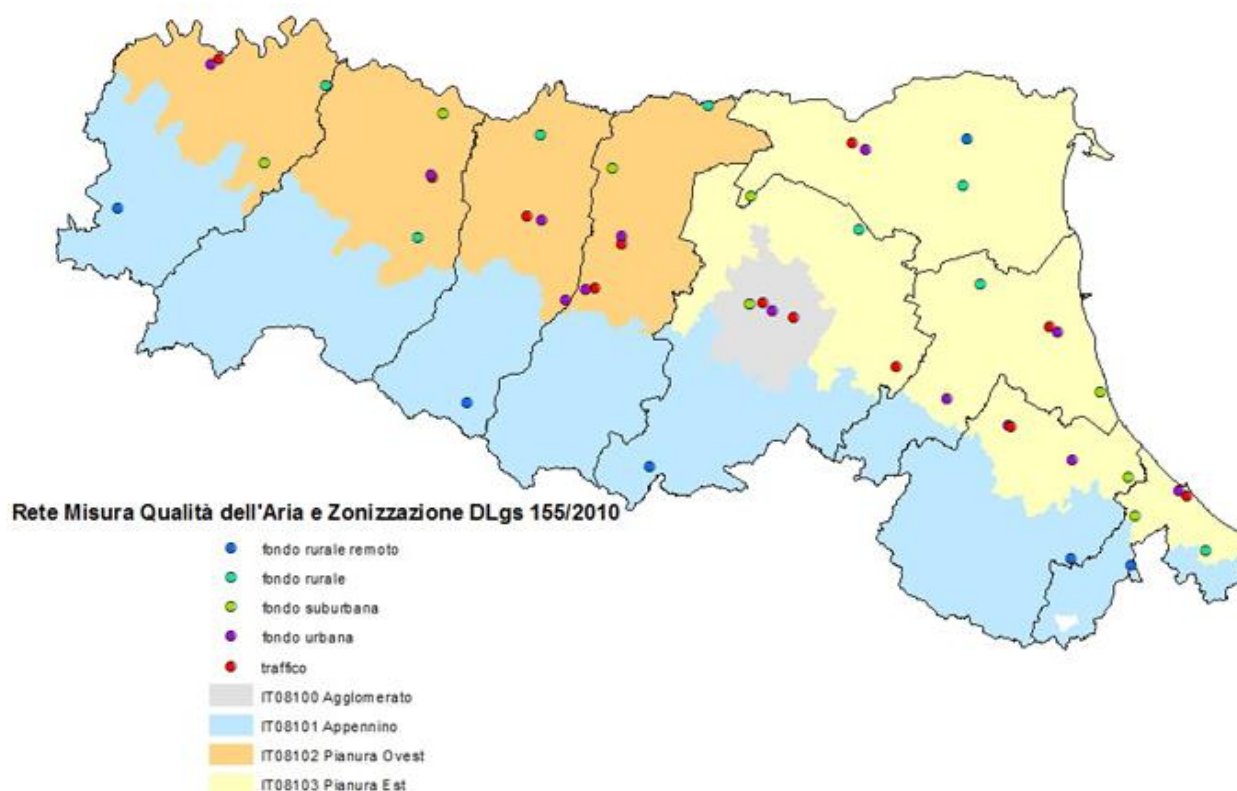 Rete Misura Qualità dell'Aria e Zonizzazione DLgs 155/2010
fondo rurale remoto
fondo rurale
fondo suburbana
fondo urbana
traffico
IT08100 Agglomerato
IT08101 Appennino
IT08102 Pianura Ovest
IT08103 Pianura Est